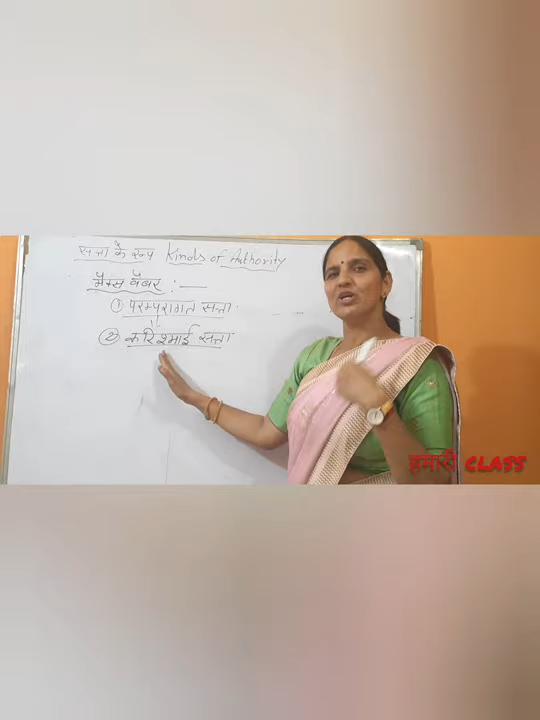 सत्ता के रूप Kinds of Authority
मैक्स वेबर :—
① परम्परागत सत्ता
② करिश्माई सत्ता
हमारी CLASS